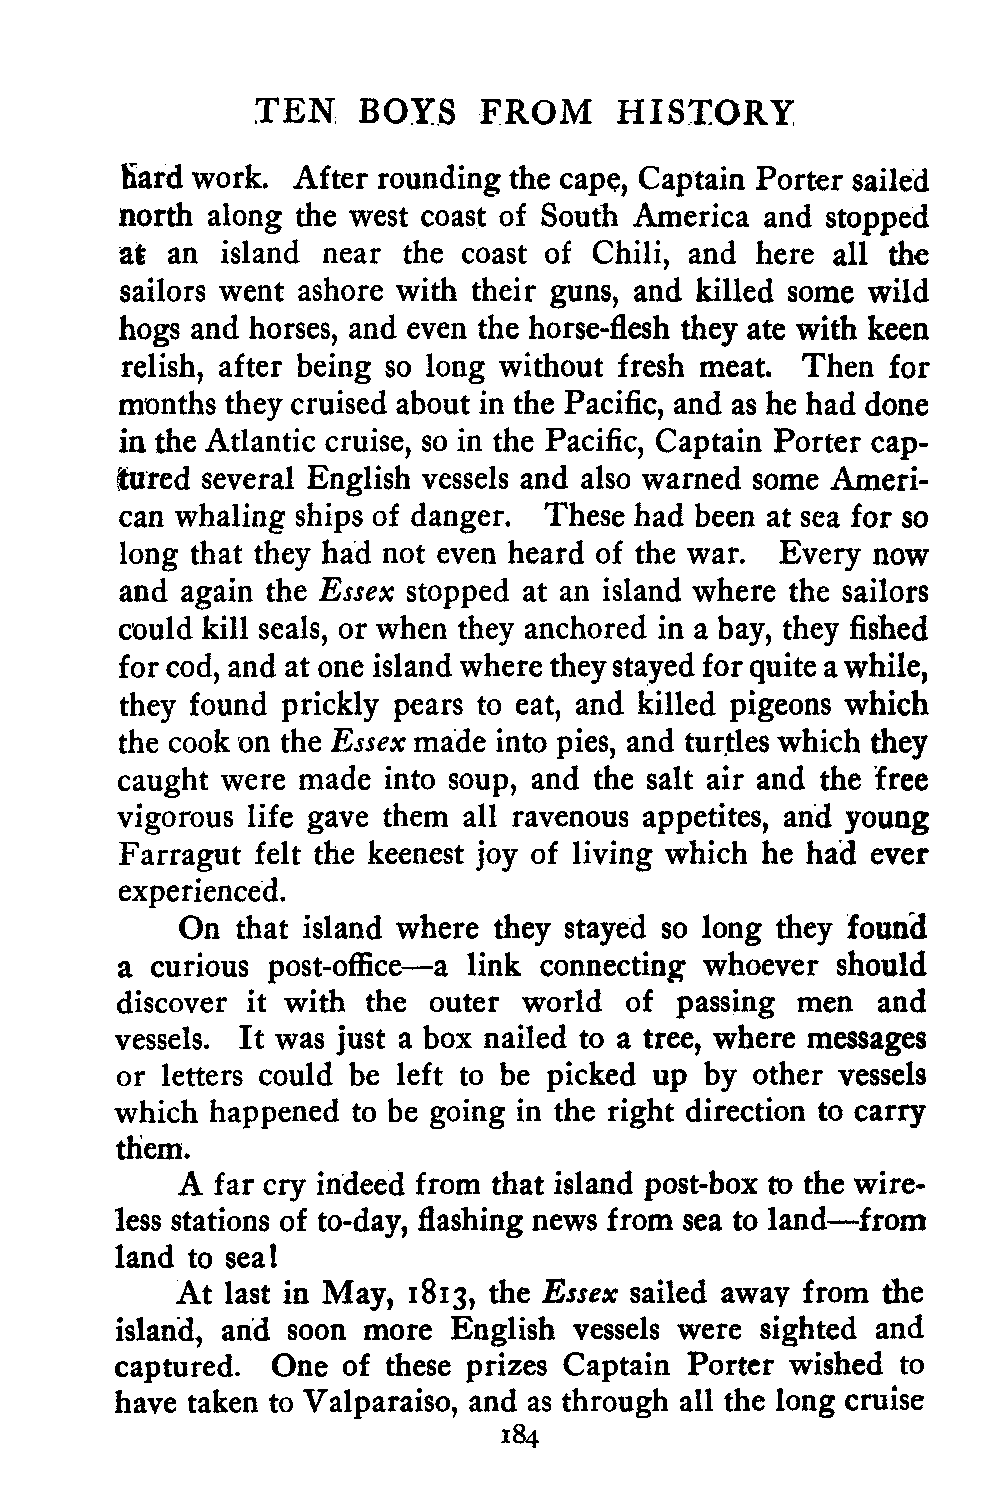 TEN BOYS FROM HISTORY
hard work. After rounding the cape, Captain Porter sailed
north along the west coast of South America and stopped
at an island near the coast of Chili, and here all the
sailors went ashore with their guns, and killed some wild
hogs and horses, and even the horse-flesh they ate with keen
relish, after being so long without fresh meat. Then for
months they cruised about in the Pacific, and as he had done
in the Atlantic cruise, so in the Pacific, Captain Porter cap-
tured several English vessels and also warned some Ameri-
can whaling ships of danger. These had been at sea for so
long that they had not even heard of the war. Every now
and again the Essex stopped at an island where the sailors
could kill seals, or when they anchored in a bay, they fished
for cod, and at one island where they stayed for quite a while,
they found prickly pears to eat, and killed pigeons which
the cook on the Essex made into pies, and turtles which they
caught were made into soup, and the salt air and the free
vigorous life gave them all ravenous appetites, and young
Farragut felt the keenest joy of living which he had ever
experienced.
On that island where they stayed so long they found
a curious post-office—a link connecting whoever should
discover it with the outer world of passing men and
vessels. It was just a box nailed to a tree, where messages
or letters could be left to be picked up by other vessels
which happened to be going in the right direction to carry
them.
A far cry indeed from that island post-box to the wire-
less stations of to-day, flashing news from sea to land—from
land to sea!
At last in May, 1813, the Essex sailed away from the
island, and soon more English vessels were sighted and
captured. One of these prizes Captain Porter wished to
have taken to Valparaiso, and as through all the long cruise
184